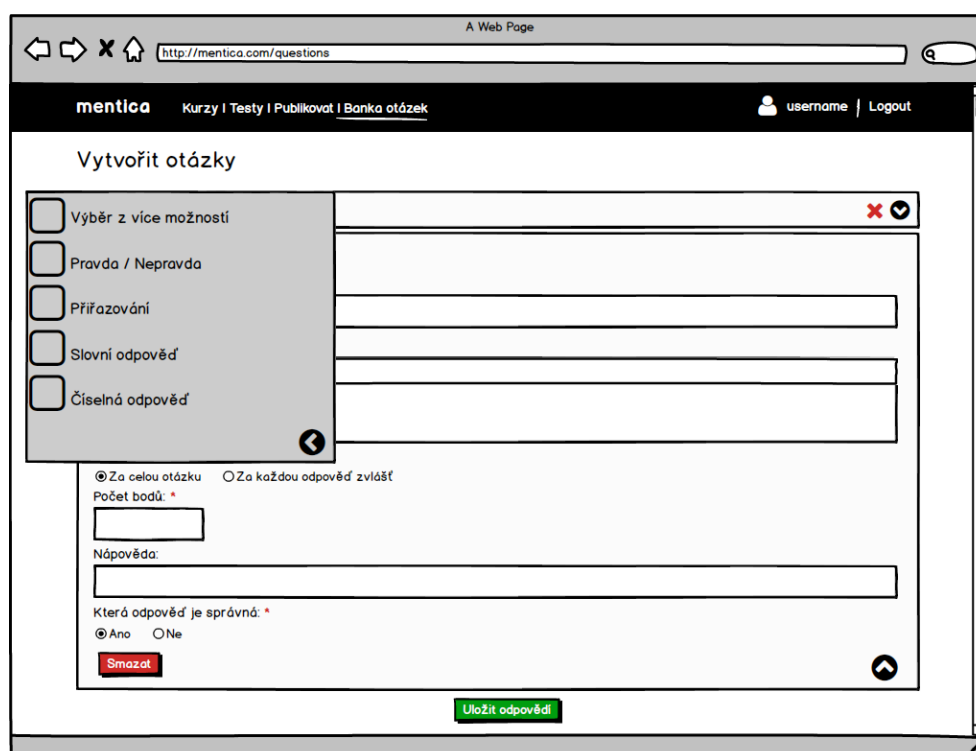 A Web Page
http://mentica.com/questions
mentica Kurzy | Testy | Publikovat | Banka otázek username | Logout
Vytvořit otázky
Výběr z více možností
Pravda / Nepravda
Přiřazování
Slovní odpověď
Číselná odpověď
Za celou otázku Za každou odpověď zvlášť
Počet bodů: *
Nápověda:
Která odpověď je správná: *
Ano Ne
Smazat
Uložit odpovědí